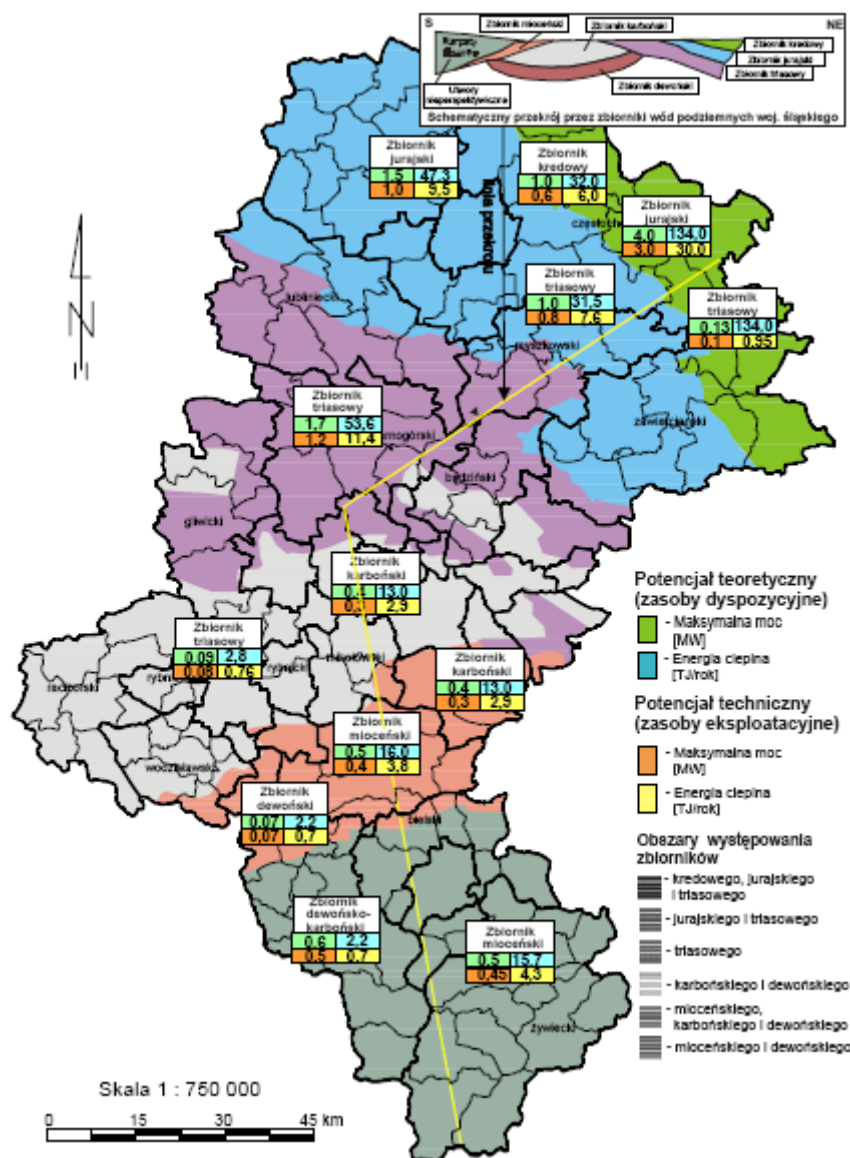 S
NE
Zbiornik mioceński
Zbiornik karboński
Zbiornik kredowy
Zbiornik jurajski
Zbiornik triasowy
Zbiornik dewoński
Utwory
nieperspektywiczne
Schematyczny przekrój przez zbiorniki wód podziemnych woj. śląskiego
linia przekroju
Zbiornik
jurajski
1.5 47,3
1,0 9,5
Zbiornik
kredowy
1.0 32.0
0,6 6,0
Zbiornik
jurajski
4.0 134.0
3.0 30.0
Zbiornik
triasowy
1.0 31,5
0,8 7,6
Zbiornik
triasowy
0.13 134.0
0.1 0.95
lubliniecki
myszkowski
zawierciański
Zbiornik
triasowy
1,7 53,6
1,2 11,4
będziński
gliwicki
Zbiornik
karboński
0.4 13.0
0.3 2,9
Zbiornik
triasowy
0.09 2,8
0.08 0.76
raciborski
rybnicki
Zbiornik
karboński
0.4 13.0
0.3 2,9
Zbiornik
mioceński
0.5 16.0
0.4 3,8
wodzisławski
Zbiornik
dewoński
0.07 2.2
0.07 0.7
bielski
Zbiornik
dewońsko-
karboński
0.6 2.2
0.5 0.7
Zbiornik
mioceński
0.5 15.7
0,45 4,3
żywiecki
Potencjał teoretyczny
(zasoby dyspozycyjne)
- Maksymalna moc
[MW]
- Energia cieplna
[TJ/rok]
Potencjał techniczny
(zasoby eksploatacyjne)
- Maksymalna moc
[MW]
- Energia cieplna
[TJ/rok]
Obszary występowania
zbiorników
- kredowego, jurajskiego
i triasowego
- jurajskiego i triasowego
- triasowego
- karbońskiego i dewońskiego
- mioceńskiego,
karbońskiego i dewońskiego
- mioceńskiego i dewońskiego
Skala 1 : 750 000
0 15 30 45 km